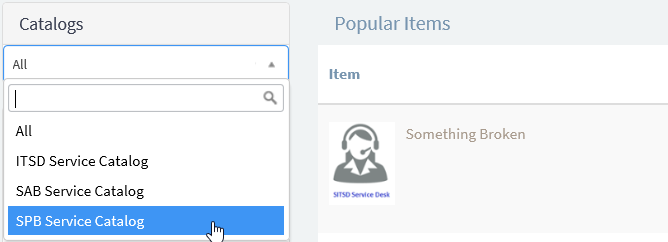 Catalogs
All
All
ITSD Service Catalog
SAB Service Catalog
SPB Service Catalog
Popular Items
Item
Something Broken
SITSD Service Desk